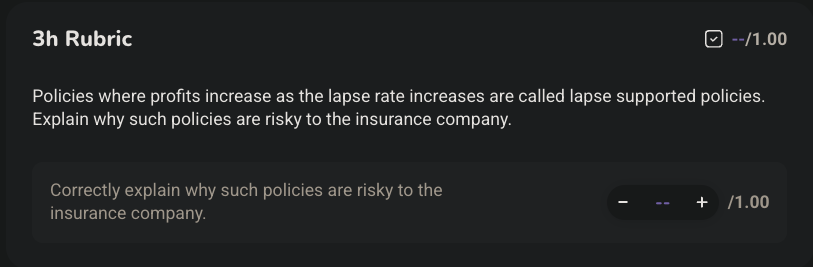 3h Rubric
--/1.00
Policies where profits increase as the lapse rate increases are called lapse supported policies.
Explain why such policies are risky to the insurance company.
Correctly explain why such policies are risky to the
insurance company.
− -- + /1.00